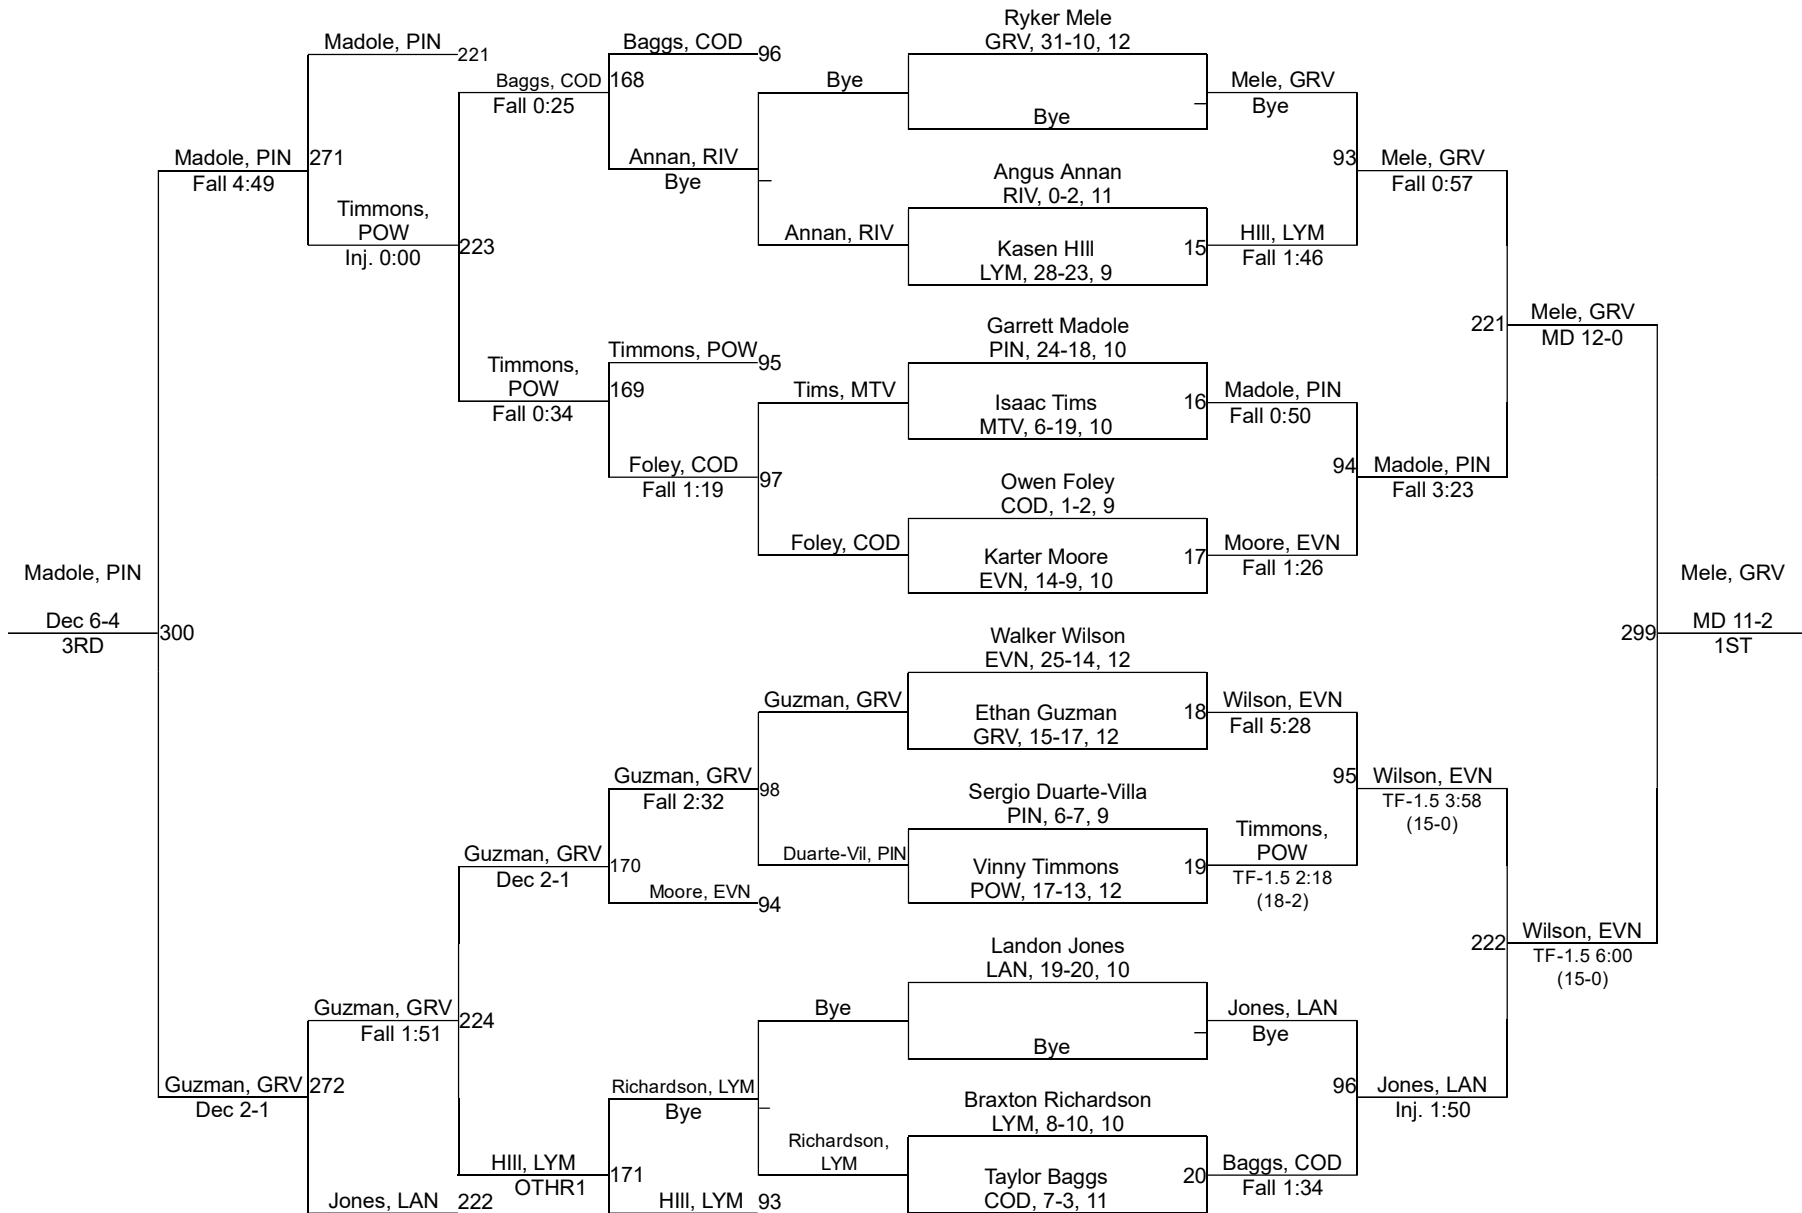 Ryker Mele
GRV, 31-10, 12
Bye
Angus Annan
RIV, 0-2, 11
Kasen HIll
LYM, 28-23, 9
15
Garrett Madole
PIN, 24-18, 10
Isaac Tims
MTV, 6-19, 10
16
Owen Foley
COD, 1-2, 9
Karter Moore
EVN, 14-9, 10
17
Walker Wilson
EVN, 25-14, 12
Ethan Guzman
GRV, 15-17, 12
18
Sergio Duarte-Villa
PIN, 6-7, 9
Vinny Timmons
POW, 17-13, 12
19
Landon Jones
LAN, 19-20, 10
Bye
Braxton Richardson
LYM, 8-10, 10
Taylor Baggs
COD, 7-3, 11
20
Mele, GRV
Bye
93
HIll, LYM
Fall 1:46
Madole, PIN
Fall 0:50
94
Moore, EVN
Fall 1:26
Wilson, EVN
Fall 5:28
95
Timmons,
POW
TF-1.5 2:18
(18-2)
Jones, LAN
Bye
96
Baggs, COD
Fall 1:34
Mele, GRV
Fall 0:57
221
Madole, PIN
Fall 3:23
Wilson, EVN
TF-1.5 3:58
(15-0)
222
Jones, LAN
Inj. 1:50
Mele, GRV
MD 12-0
299
Wilson, EVN
TF-1.5 6:00
(15-0)
Mele, GRV
MD 11-2
1ST
Bye
Annan, RIV
Tims, MTV
97
Foley, COD
Guzman, GRV
98
Duarte-Vil, PIN
Bye
Richardson,
LYM
Baggs, COD
96
168
Annan, RIV
Bye
Timmons, POW
95
169
Foley, COD
Fall 1:19
Guzman, GRV
Fall 2:32
170
Moore, EVN
94
Richardson, LYM
Bye
171
HIll, LYM
93
Baggs, COD
Fall 0:25
223
Timmons,
POW
Fall 0:34
Guzman, GRV
Dec 2-1
224
HIll, LYM
OTHR1
Madole, PIN
221
271
Timmons,
POW
Inj. 0:00
Guzman, GRV
Fall 1:51
272
Jones, LAN
222
Madole, PIN
Fall 4:49
300
Guzman, GRV
Dec 2-1
Madole, PIN
Dec 6-4
3RD